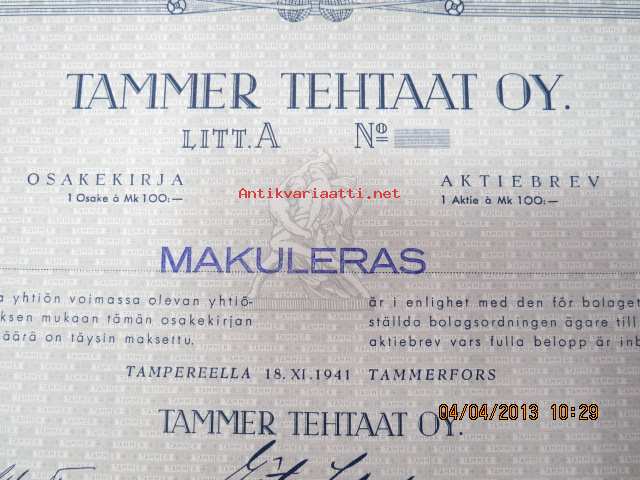 TAMMER TEHTAAT OY.
LITT. A No
OSAKEKIRJA
1 Osake á Mk 100:—
AKTIEBREV
1 Aktie á Mk 100:—
Antikvariaatti.net
MAKULERAS
yhtiön voimassa olevan yhtiö-
mukaan tämän osakekirjan
on täysin maksettu.
är i enlighet med den för bolaget
ställda bolagsordningen ägare till
aktiebrev vars fulla belopp är
TAMPEREELLA 18. XI. 1941 TAMMERFORS
TAMMER TEHTAAT OY.
04/04/2013 10:29